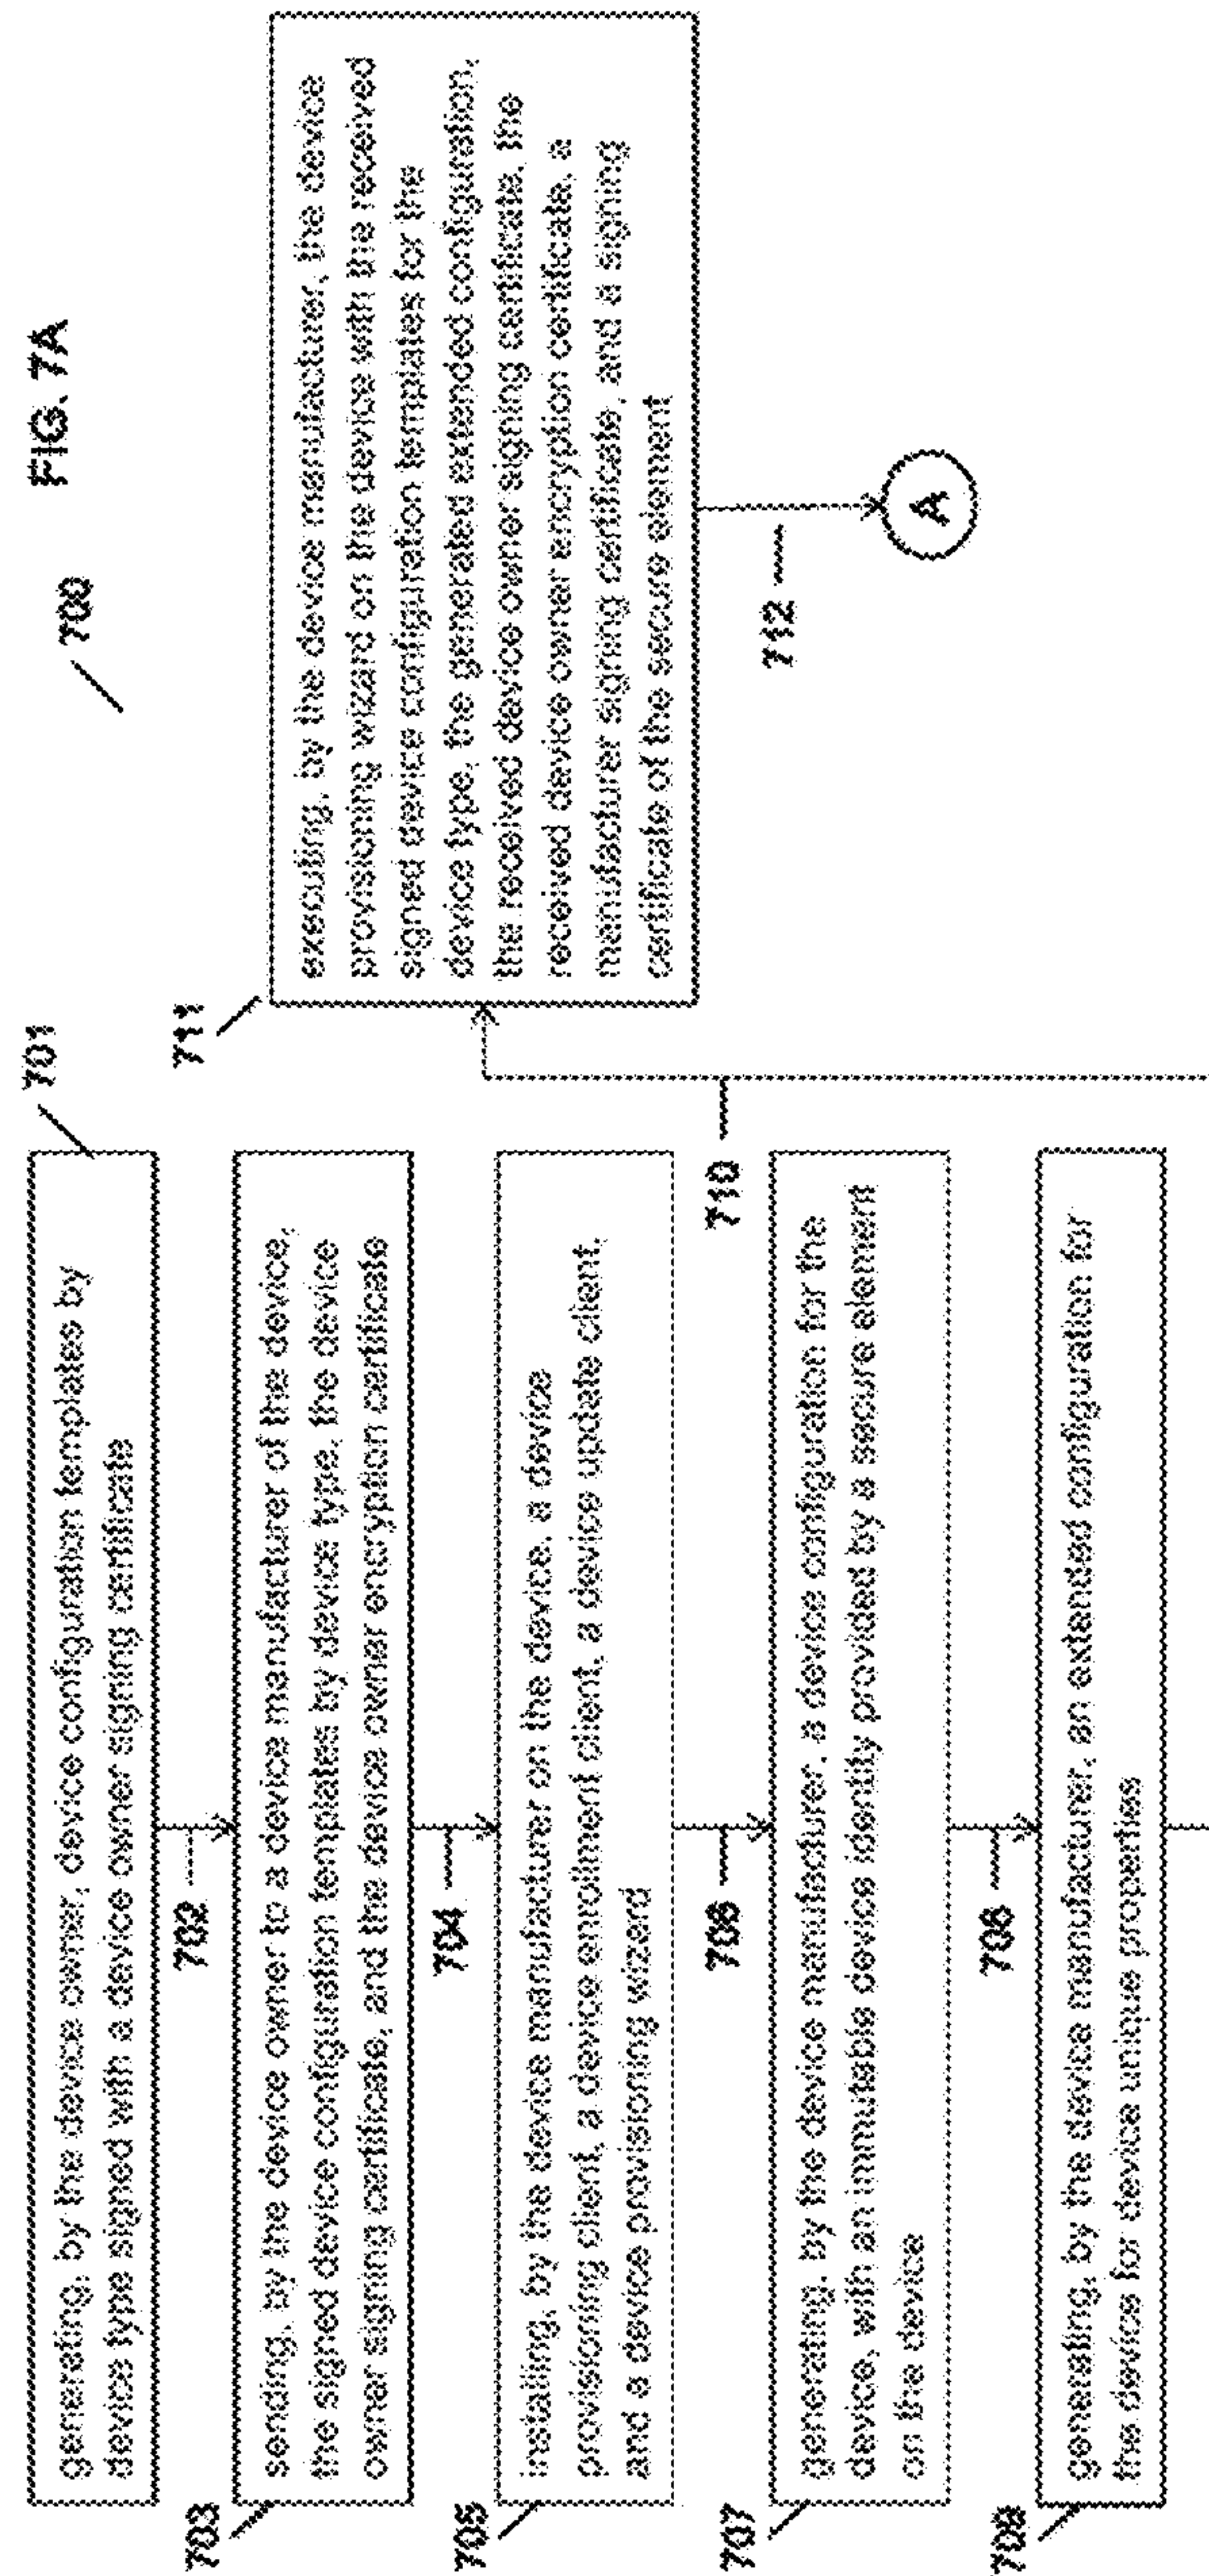 FIG. 7A
700
701
generating, by the device owner, device configuration templates by
device type signed with a device owner signing certificate
702
703
sending, by the device owner to a device manufacturer of the device,
the signed device configuration templates by device type, the device
owner signing certificate, and the device owner encryption certificate
704
705
installing, by the device manufacturer on the device, a device
provisioning client, a device enrollment client, a device update client,
and a device provisioning wizard
706
707
generating, by the device manufacturer, a device configuration for the
device, with an immutable device identity provided by a secure element
on the device
708
709
generating, by the device manufacturer, an extended configuration for
the device for device unique properties
710
711
executing, by the device manufacturer, the device
provisioning wizard on the device with the received
signed device configuration templates for the
device type, the generated extended configuration,
the received device owner signing certificate, the
received device owner encryption certificate, a
manufacturer signing certificate, and a signing
certificate of the secure element
712
A